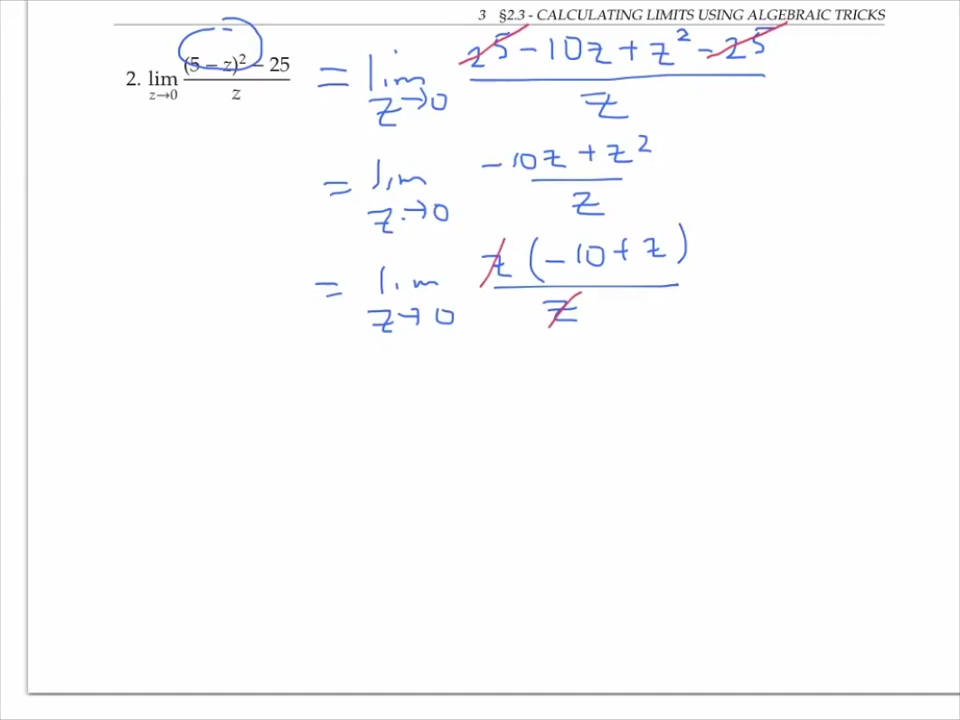 3 §2.3 - CALCULATING LIMITS USING ALGEBRAIC TRICKS
2. lim z→0 (5 − z)² − 25 / z = lim z→0 25 − 10z + z² − 25 / z
= lim z→0 −10z + z² / z
= lim z→0 z(−10 + z) / z